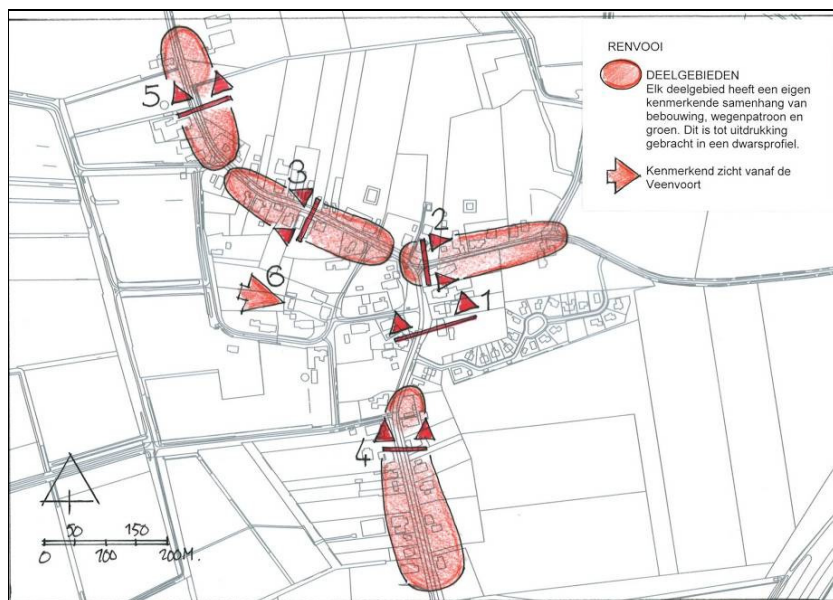 RENVOOI
DEELGEBIEDEN
Elk deelgebied heeft een eigen
kenmerkende samenhang van
bebouwing, wegenpatroon en
groen. Dit is tot uitdrukking
gebracht in een dwarsprofiel.
Kenmerkend zicht vanaf de
Veenvoort
5
3
2
6
1
4
50 150
0 100 200M.